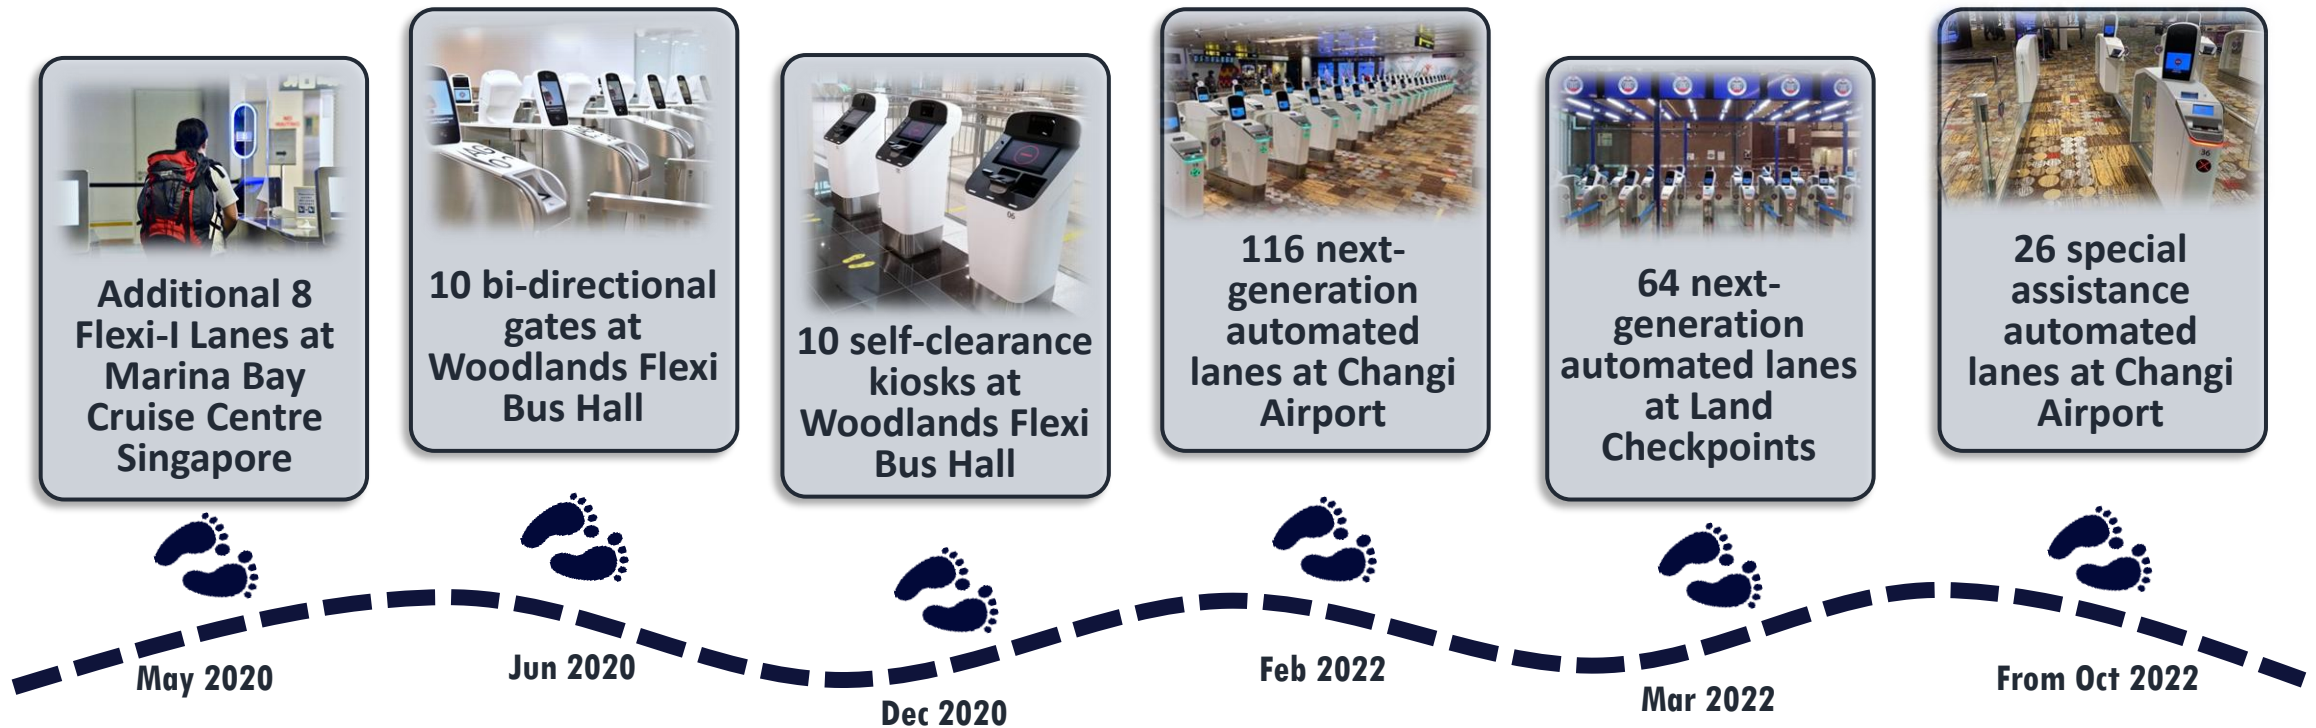 Additional 8
Flexi-I Lanes at
Marina Bay
Cruise Centre
Singapore
10 bi-directional
gates at
Woodlands Flexi
Bus Hall
10 self-clearance
kiosks at
Woodlands Flexi
Bus Hall
116 next-
generation
automated
lanes at Changi
Airport
64 next-
generation
automated lanes
at Land
Checkpoints
26 special
assistance
automated
lanes at Changi
Airport
May 2020
Jun 2020
Dec 2020
Feb 2022
Mar 2022
From Oct 2022